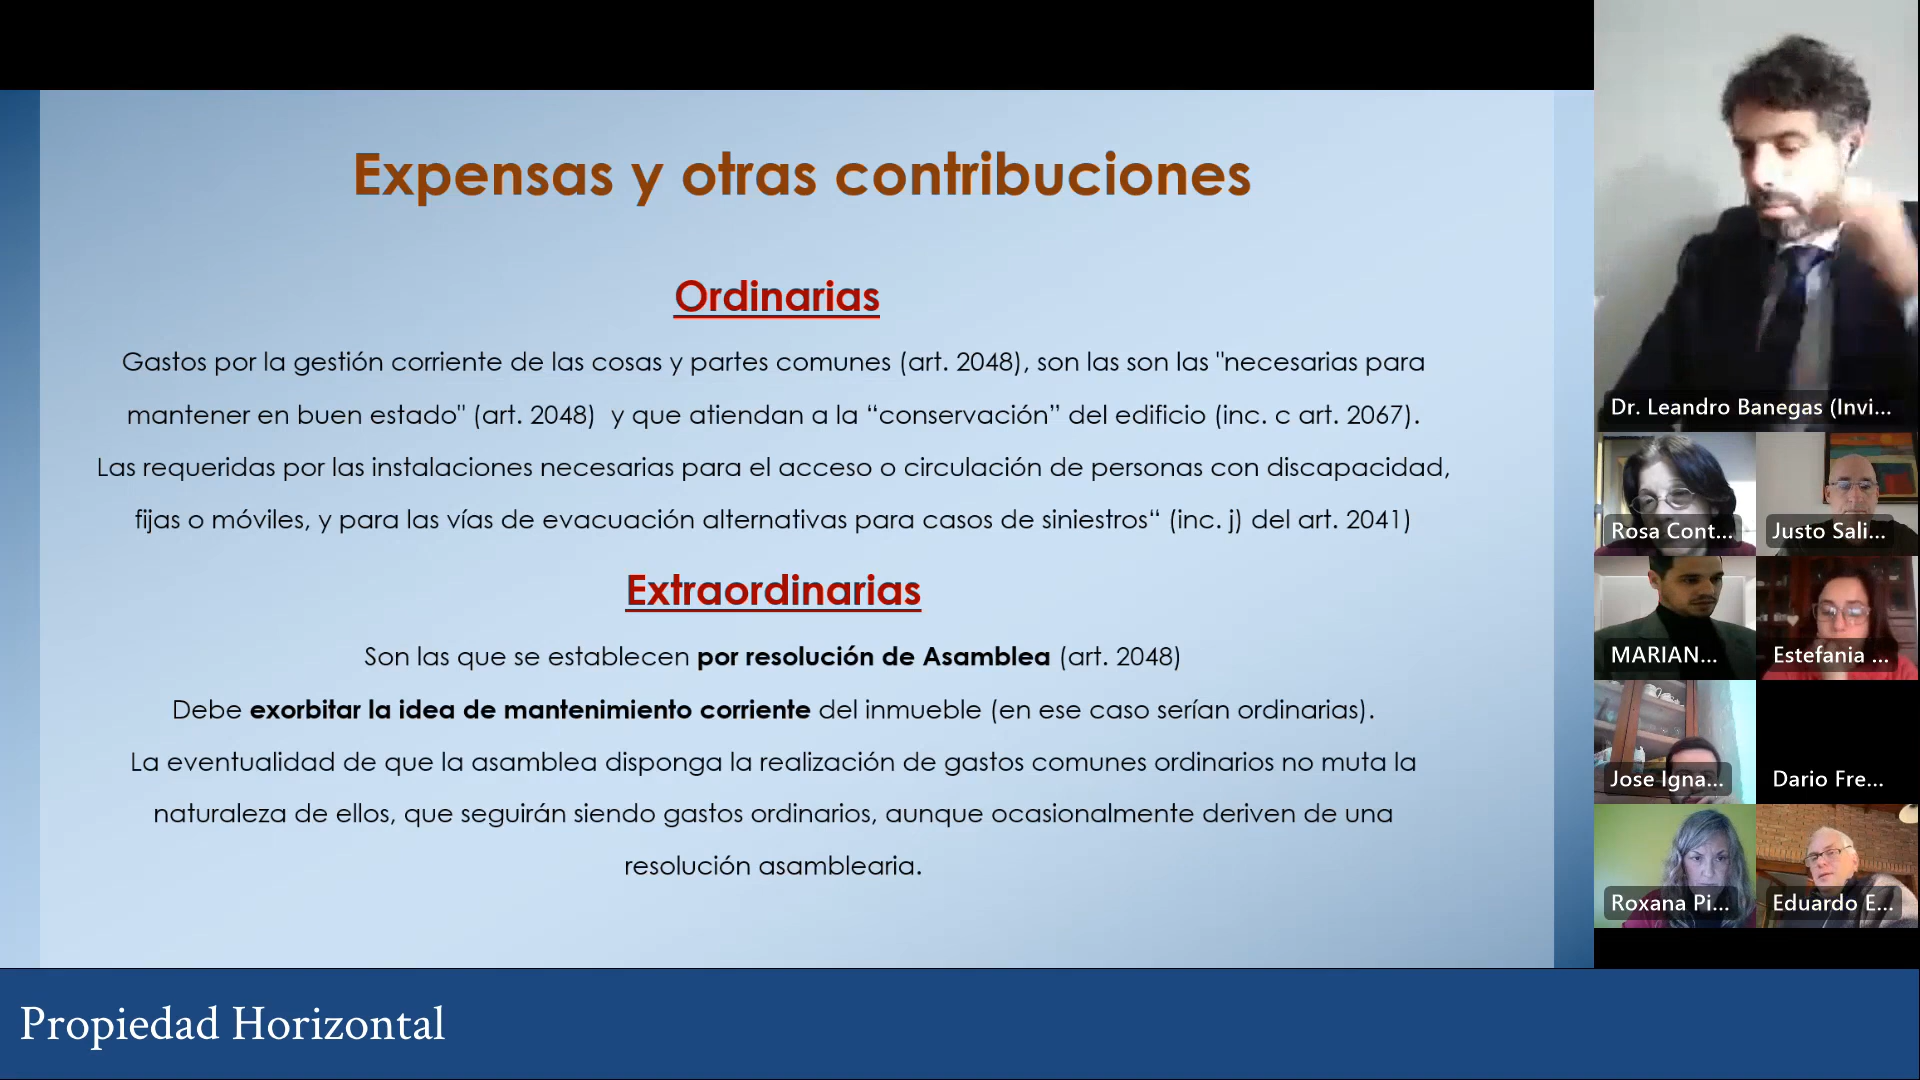 Expensas y otras contribuciones
Ordinarias
Gastos por la gestión corriente de las cosas y partes comunes (art. 2048), son las son las "necesarias para
mantener en buen estado" (art. 2048)  y que atiendan a la “conservación” del edificio (inc. c art. 2067).
Las requeridas por las instalaciones necesarias para el acceso o circulación de personas con discapacidad,
fijas o móviles, y para las vías de evacuación alternativas para casos de siniestros“ (inc. j) del art. 2041)
Extraordinarias
Son las que se establecen por resolución de Asamblea (art. 2048)
Debe exorbitar la idea de mantenimiento corriente del inmueble (en ese caso serían ordinarias).
La eventualidad de que la asamblea disponga la realización de gastos comunes ordinarios no muta la
naturaleza de ellos, que seguirán siendo gastos ordinarios, aunque ocasionalmente deriven de una
resolución asamblearia.
Propiedad Horizontal
Dr. Leandro Banegas (Invi...
Rosa Cont...
Justo Sali...
MARIAN...
Estefania ...
Jose Igna...
Dario Fre...
Roxana Pi...
Eduardo E...